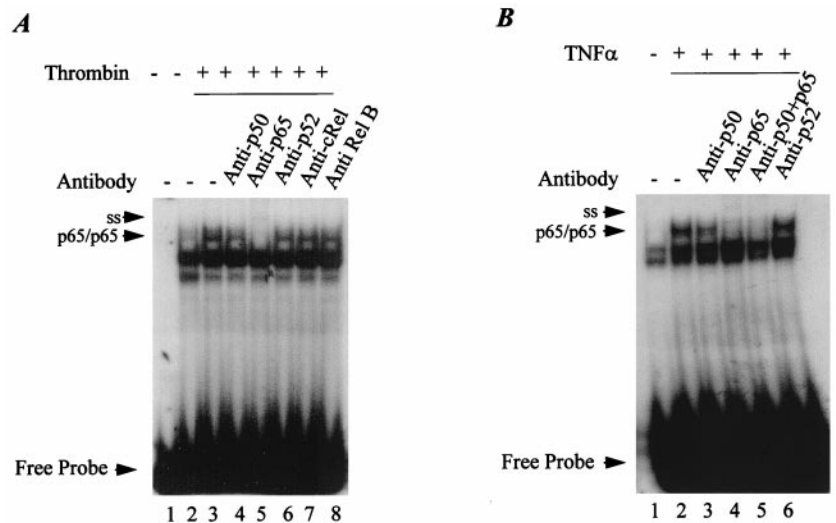 A
Thrombin - - + + + + + +
Anti-p50
Anti-p65
Anti-p52
Anti-cRel
Anti Rel B
Antibody - - -
ss
p65/p65
Free Probe
1 2 3 4 5 6 7 8
B
TNFα - + + + + +
Anti-p50
Anti-p65
Anti-p50+p65
Anti-p52
Antibody - -
ss
p65/p65
Free Probe
1 2 3 4 5 6